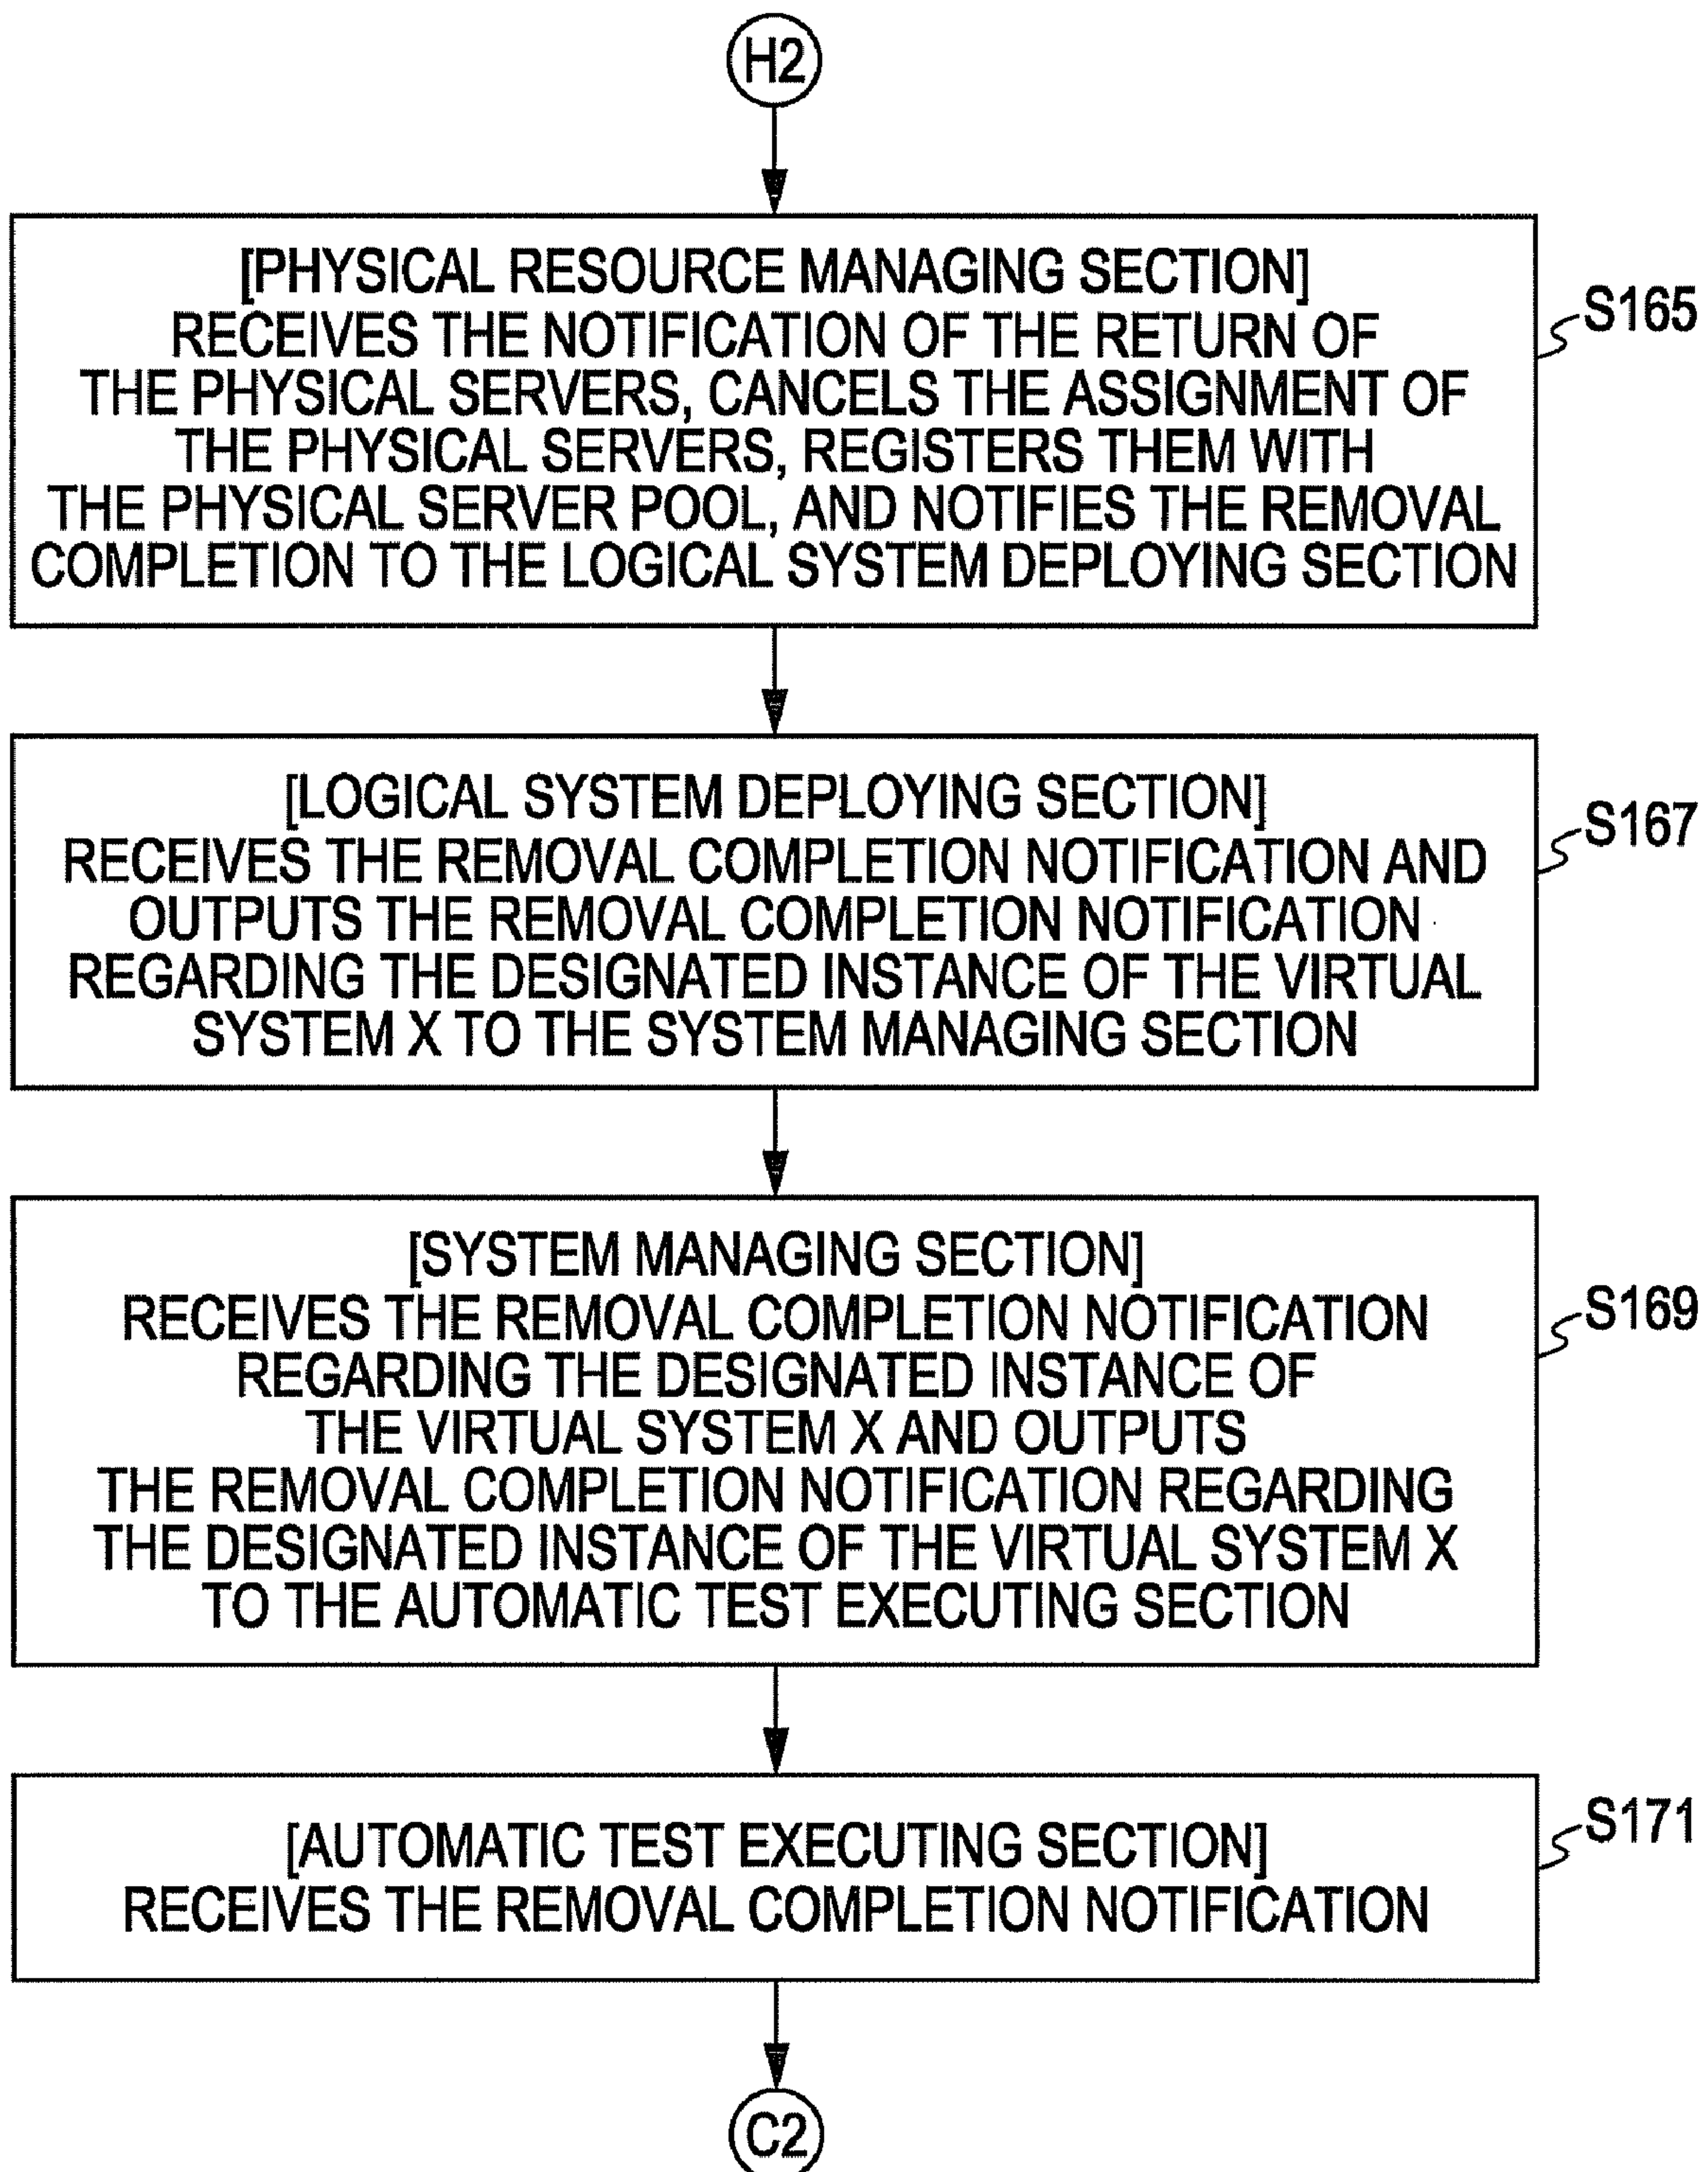 H2
[PHYSICAL RESOURCE MANAGING SECTION]
RECEIVES THE NOTIFICATION OF THE RETURN OF
THE PHYSICAL SERVERS, CANCELS THE ASSIGNMENT OF
THE PHYSICAL SERVERS, REGISTERS THEM WITH
THE PHYSICAL SERVER POOL, AND NOTIFIES THE REMOVAL
COMPLETION TO THE LOGICAL SYSTEM DEPLOYING SECTION
S165
[LOGICAL SYSTEM DEPLOYING SECTION]
RECEIVES THE REMOVAL COMPLETION NOTIFICATION AND
OUTPUTS THE REMOVAL COMPLETION NOTIFICATION
REGARDING THE DESIGNATED INSTANCE OF THE VIRTUAL
SYSTEM X TO THE SYSTEM MANAGING SECTION
S167
[SYSTEM MANAGING SECTION]
RECEIVES THE REMOVAL COMPLETION NOTIFICATION
REGARDING THE DESIGNATED INSTANCE OF
THE VIRTUAL SYSTEM X AND OUTPUTS
THE REMOVAL COMPLETION NOTIFICATION REGARDING
THE DESIGNATED INSTANCE OF THE VIRTUAL SYSTEM X
TO THE AUTOMATIC TEST EXECUTING SECTION
S169
[AUTOMATIC TEST EXECUTING SECTION]
RECEIVES THE REMOVAL COMPLETION NOTIFICATION
S171
C2